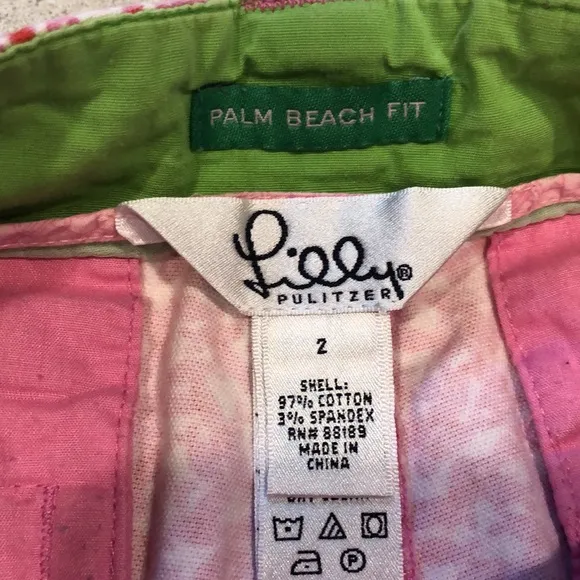 PALM BEACH FIT
Lilly®
PULITZER
2
SHELL:
97% COTTON
3% SPANDEX
RN# 88189
MADE IN
CHINA
P